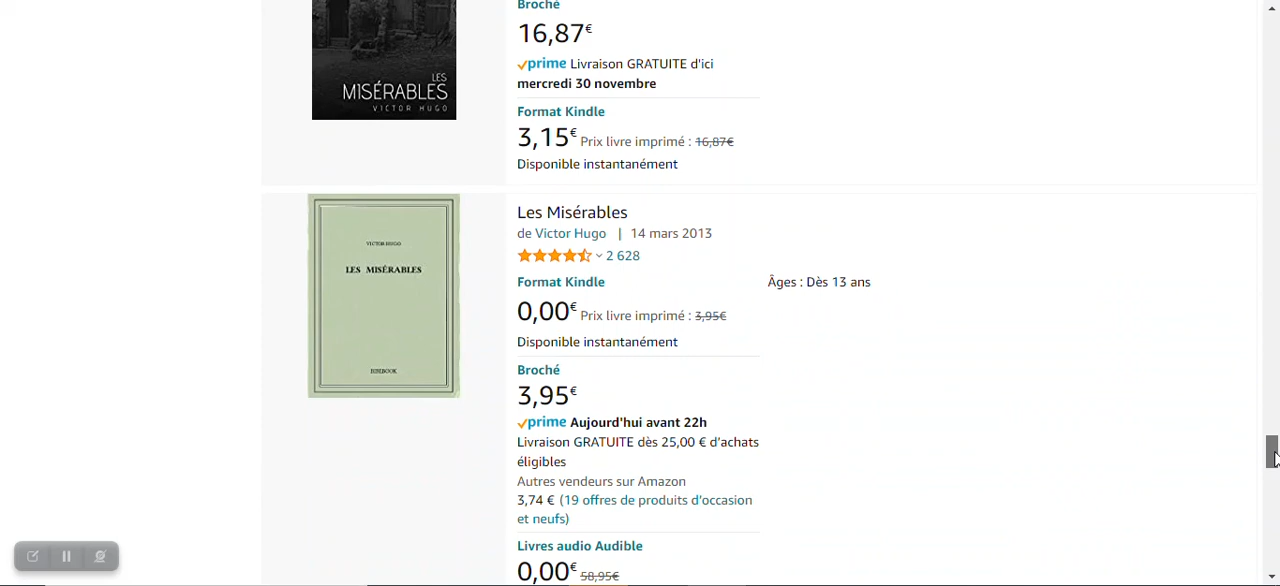 Broché
16,87€
prime Livraison GRATUITE d'ici
mercredi 30 novembre
LES
MISÉRABLES
VICTOR HUGO
Format Kindle
3,15€ Prix livre imprimé : 16,87€
Disponible instantanément
VICTOR HUGO
LES MISÉRABLES
BIBEBOOK
Les Misérables
de Victor Hugo | 14 mars 2013
2 628
Format Kindle
Âges : Dès 13 ans
0,00€ Prix livre imprimé : 3,95€
Disponible instantanément
Broché
3,95€
prime Aujourd'hui avant 22h
Livraison GRATUITE dès 25,00 € d'achats
éligibles
Autres vendeurs sur Amazon
3,74 € (19 offres de produits d'occasion
et neufs)
Livres audio Audible
0,00€ 58,95€